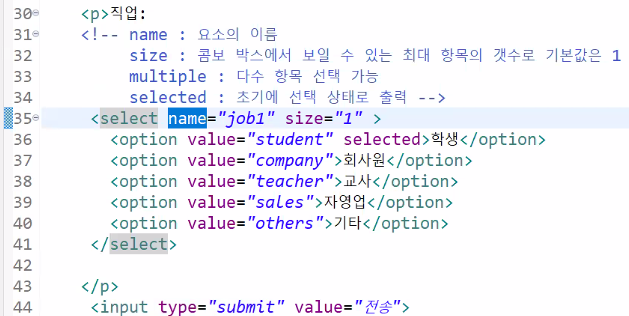 30 <p>직업:
31 <!-- name : 요소의 이름
32 size : 콤보 박스에서 보일 수 있는 최대 항목의 갯수로 기본값은 1
33 multiple : 다수 항목 선택 가능
34 selected : 초기에 선택 상태로 출력 -->
35 <select name="job1" size="1" >
36 <option value="student" selected>학생</option>
37 <option value="company">회사원</option>
38 <option value="teacher">교사</option>
39 <option value="sales">자영업</option>
40 <option value="others">기타</option>
41 </select>
42
43 </p>
44 <input type="submit" value="전송">